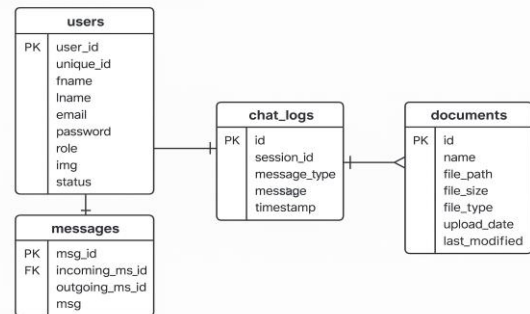 users
PK user_id
unique_id
fname
lname
email
password
role
img
status
messages
PK msg_id
FK incoming_ms_id
outgoing_ms_id
msg
chat_logs
PK id
session_id
message_type
message
timestamp
documents
PK id
name
file_path
file_size
file_type
upload_date
last_modified